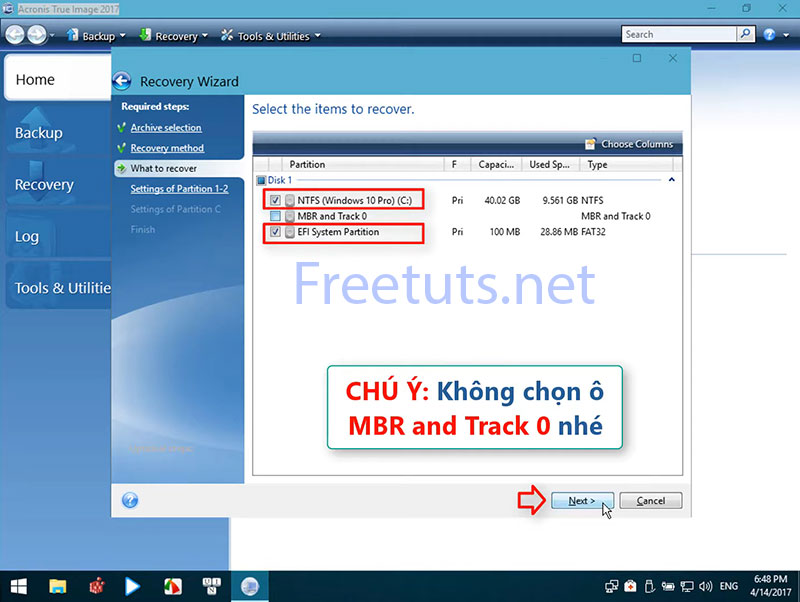 Acronis True Image 2017
Backup
Recovery
Tools & Utilities
Search
Home
Backup
Recovery
Log
Tools & Utilitie
Recovery Wizard
Required steps:
Archive selection
Recovery method
What to recover
Settings of Partition 1-2
Settings of Partition C
Finish
Select the items to recover.
Choose Columns
Partition F Capaci... Used Sp... Type
Disk 1
NTFS (Windows 10 Pro) (C:) Pri 40.02 GB 9.561 GB NTFS
MBR and Track 0 MBR and Track 0
EFI System Partition Pri 100 MB 28.86 MB FAT32
Freetuts.net
CHÚ Ý: Không chọn ô
MBR and Track 0 nhé
Next >
Cancel
ENG
6:48 PM
4/14/2017